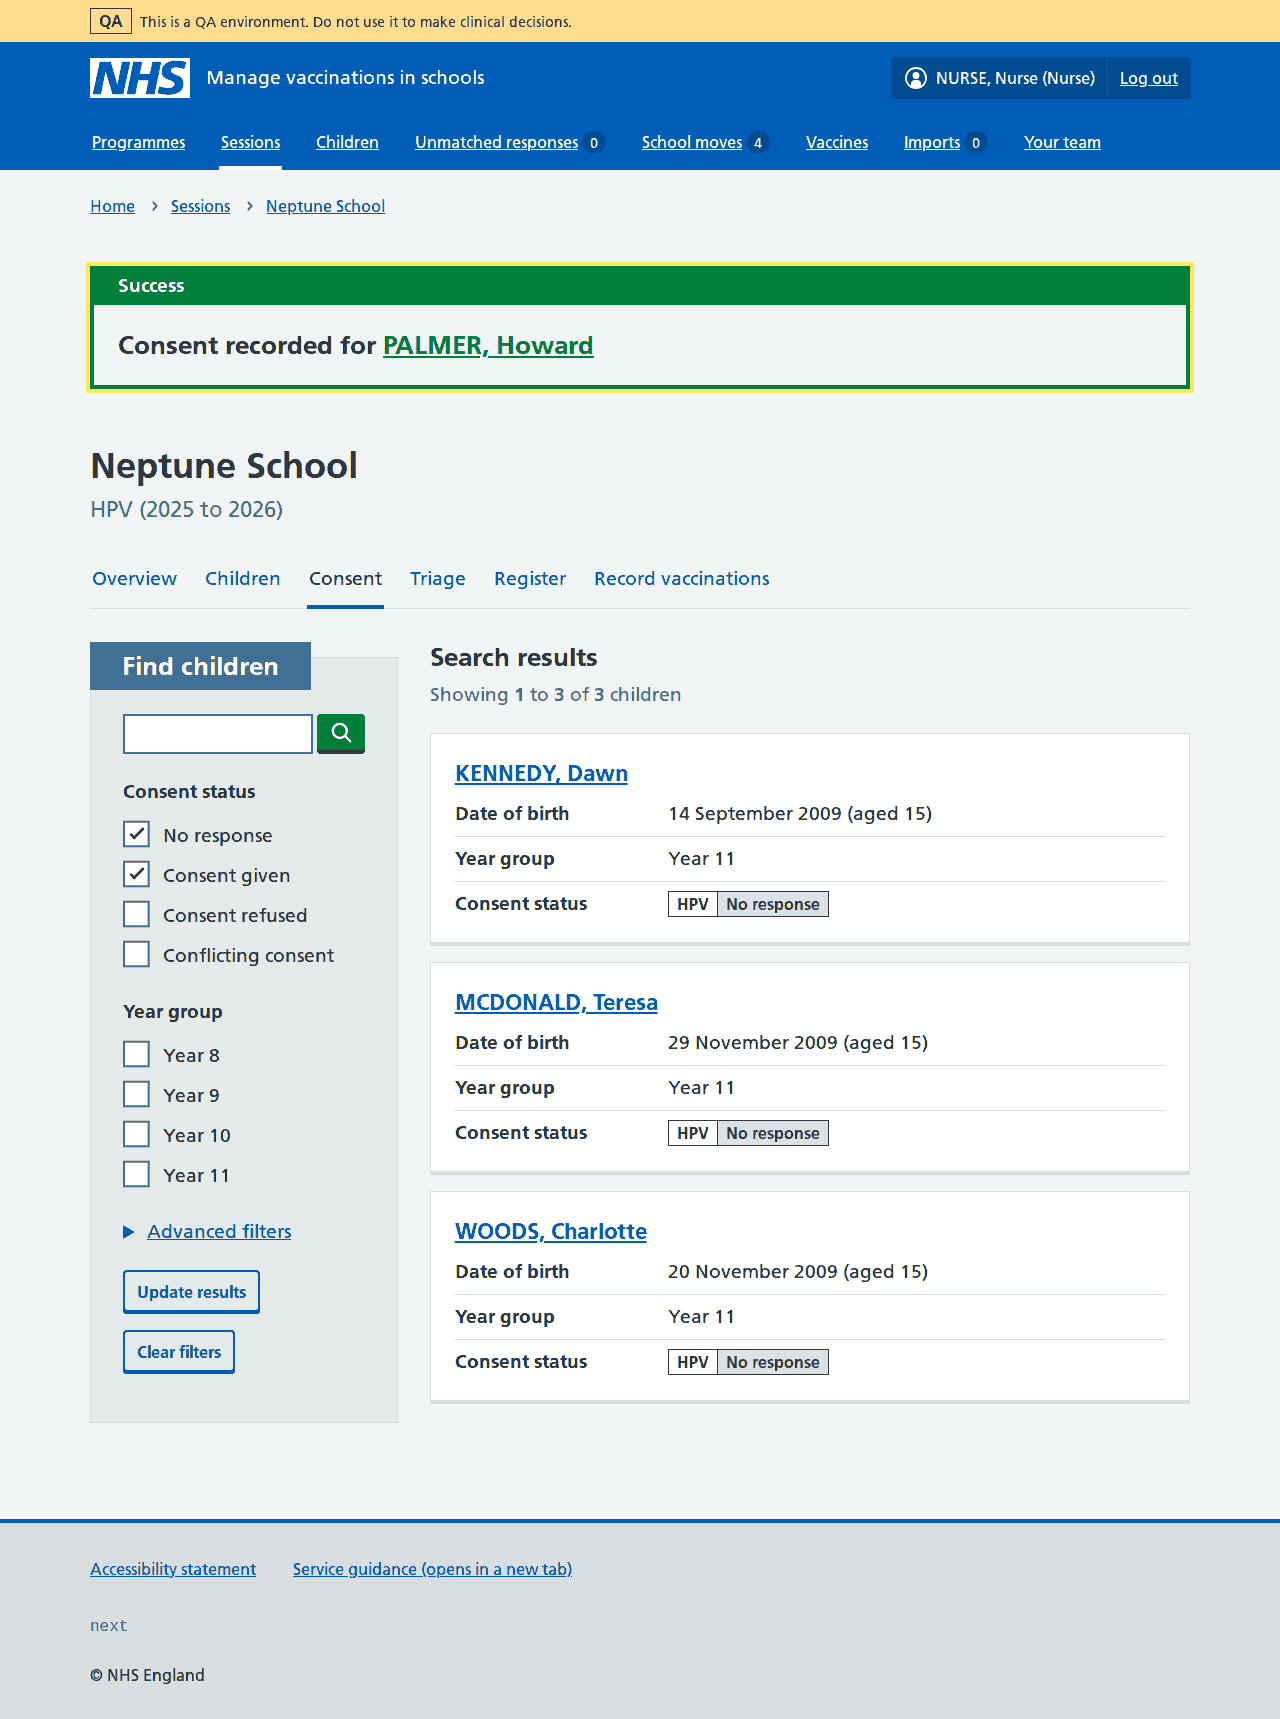 QA This is a QA environment. Do not use it to make clinical decisions.
NHS Manage vaccinations in schools NURSE, Nurse (Nurse) Log out
Programmes Sessions Children Unmatched responses 0 School moves 4 Vaccines Imports 0 Your team
Home Sessions Neptune School
Success
Consent recorded for PALMER, Howard
Neptune School
HPV (2025 to 2026)
Overview Children Consent Triage Register Record vaccinations
Find children
Consent status
No response
Consent given
Consent refused
Conflicting consent
Year group
Year 8
Year 9
Year 10
Year 11
Advanced filters
Update results
Clear filters
Search results
Showing 1 to 3 of 3 children
KENNEDY, Dawn
Date of birth 14 September 2009 (aged 15)
Year group Year 11
Consent status HPV No response
MCDONALD, Teresa
Date of birth 29 November 2009 (aged 15)
Year group Year 11
Consent status HPV No response
WOODS, Charlotte
Date of birth 20 November 2009 (aged 15)
Year group Year 11
Consent status HPV No response
Accessibility statement Service guidance (opens in a new tab)
next
© NHS England